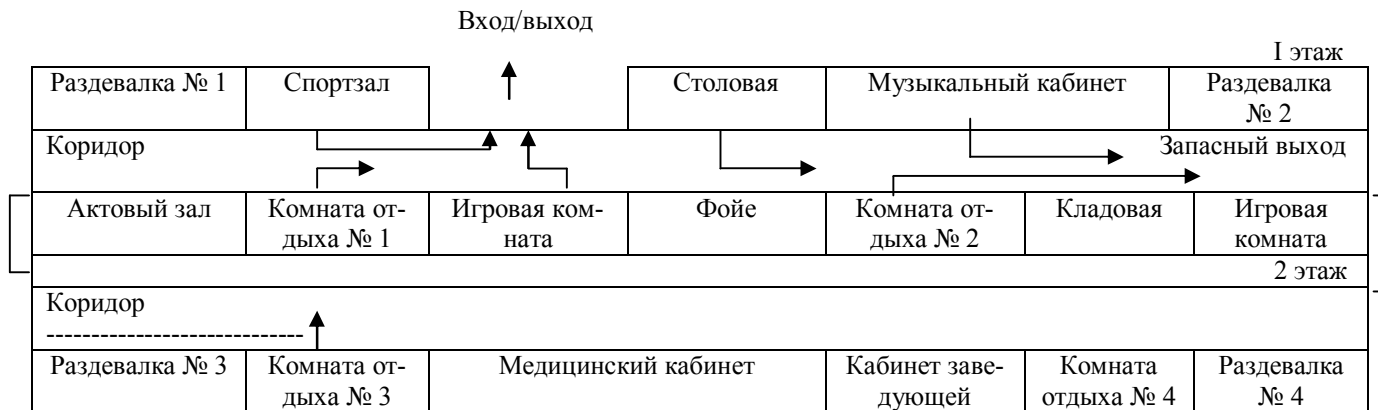 Вход/выход
I этаж
Раздевалка № 1
Спортзал
Столовая
Музыкальный кабинет
Раздевалка
№ 2
Коридор
Запасный выход
Актовый зал
Комната от-
дыха № 1
Игровая ком-
ната
Фойе
Комната от-
дыха № 2
Кладовая
Игровая
комната
2 этаж
Коридор
Раздевалка № 3
Комната от-
дыха № 3
Медицинский кабинет
Кабинет заве-
дующей
Комната
отдыха № 4
Раздевалка
№ 4